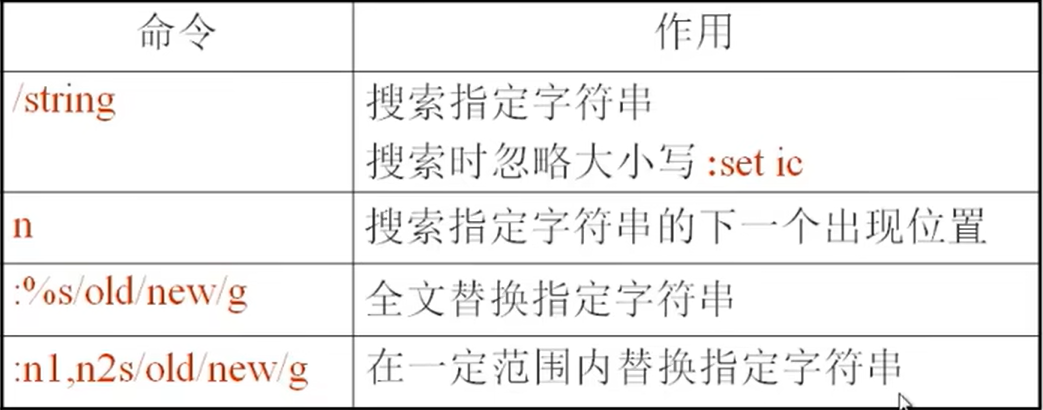 命令 作用
/string 搜索指定字符串
搜索时忽略大小写 :set ic
n 搜索指定字符串的下一个出现位置
:%s/old/new/g 全文替换指定字符串
:n1,n2s/old/new/g 在一定范围内替换指定字符串